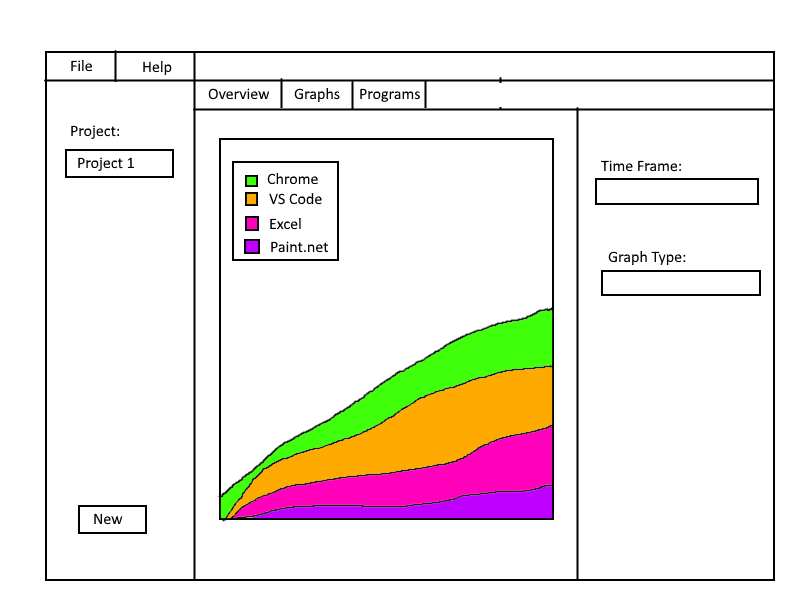 File
Help
Overview
Graphs
Programs
Project:
Project 1
New
Chrome
VS Code
Excel
Paint.net
Time Frame:
Graph Type: